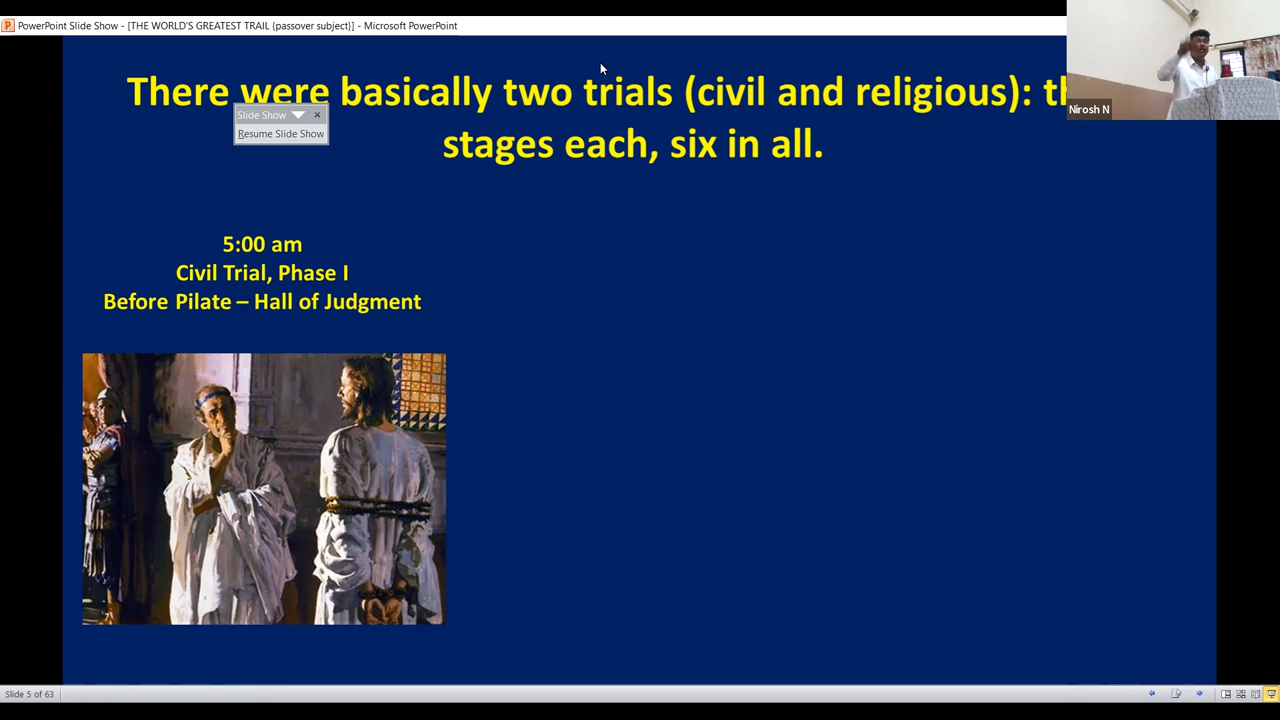 PowerPoint Slide Show - [THE WORLD'S GREATEST TRAIL (passover subject}] - Microsoft PowerPoint
There were basically two trials (civil and religious): th
stages each, six in all.
Slide Show
Resume Slide Show
Nirosh N
5:00 am
Civil Trial, Phase I
Before Pilate – Hall of Judgment
Slide 5 of 63